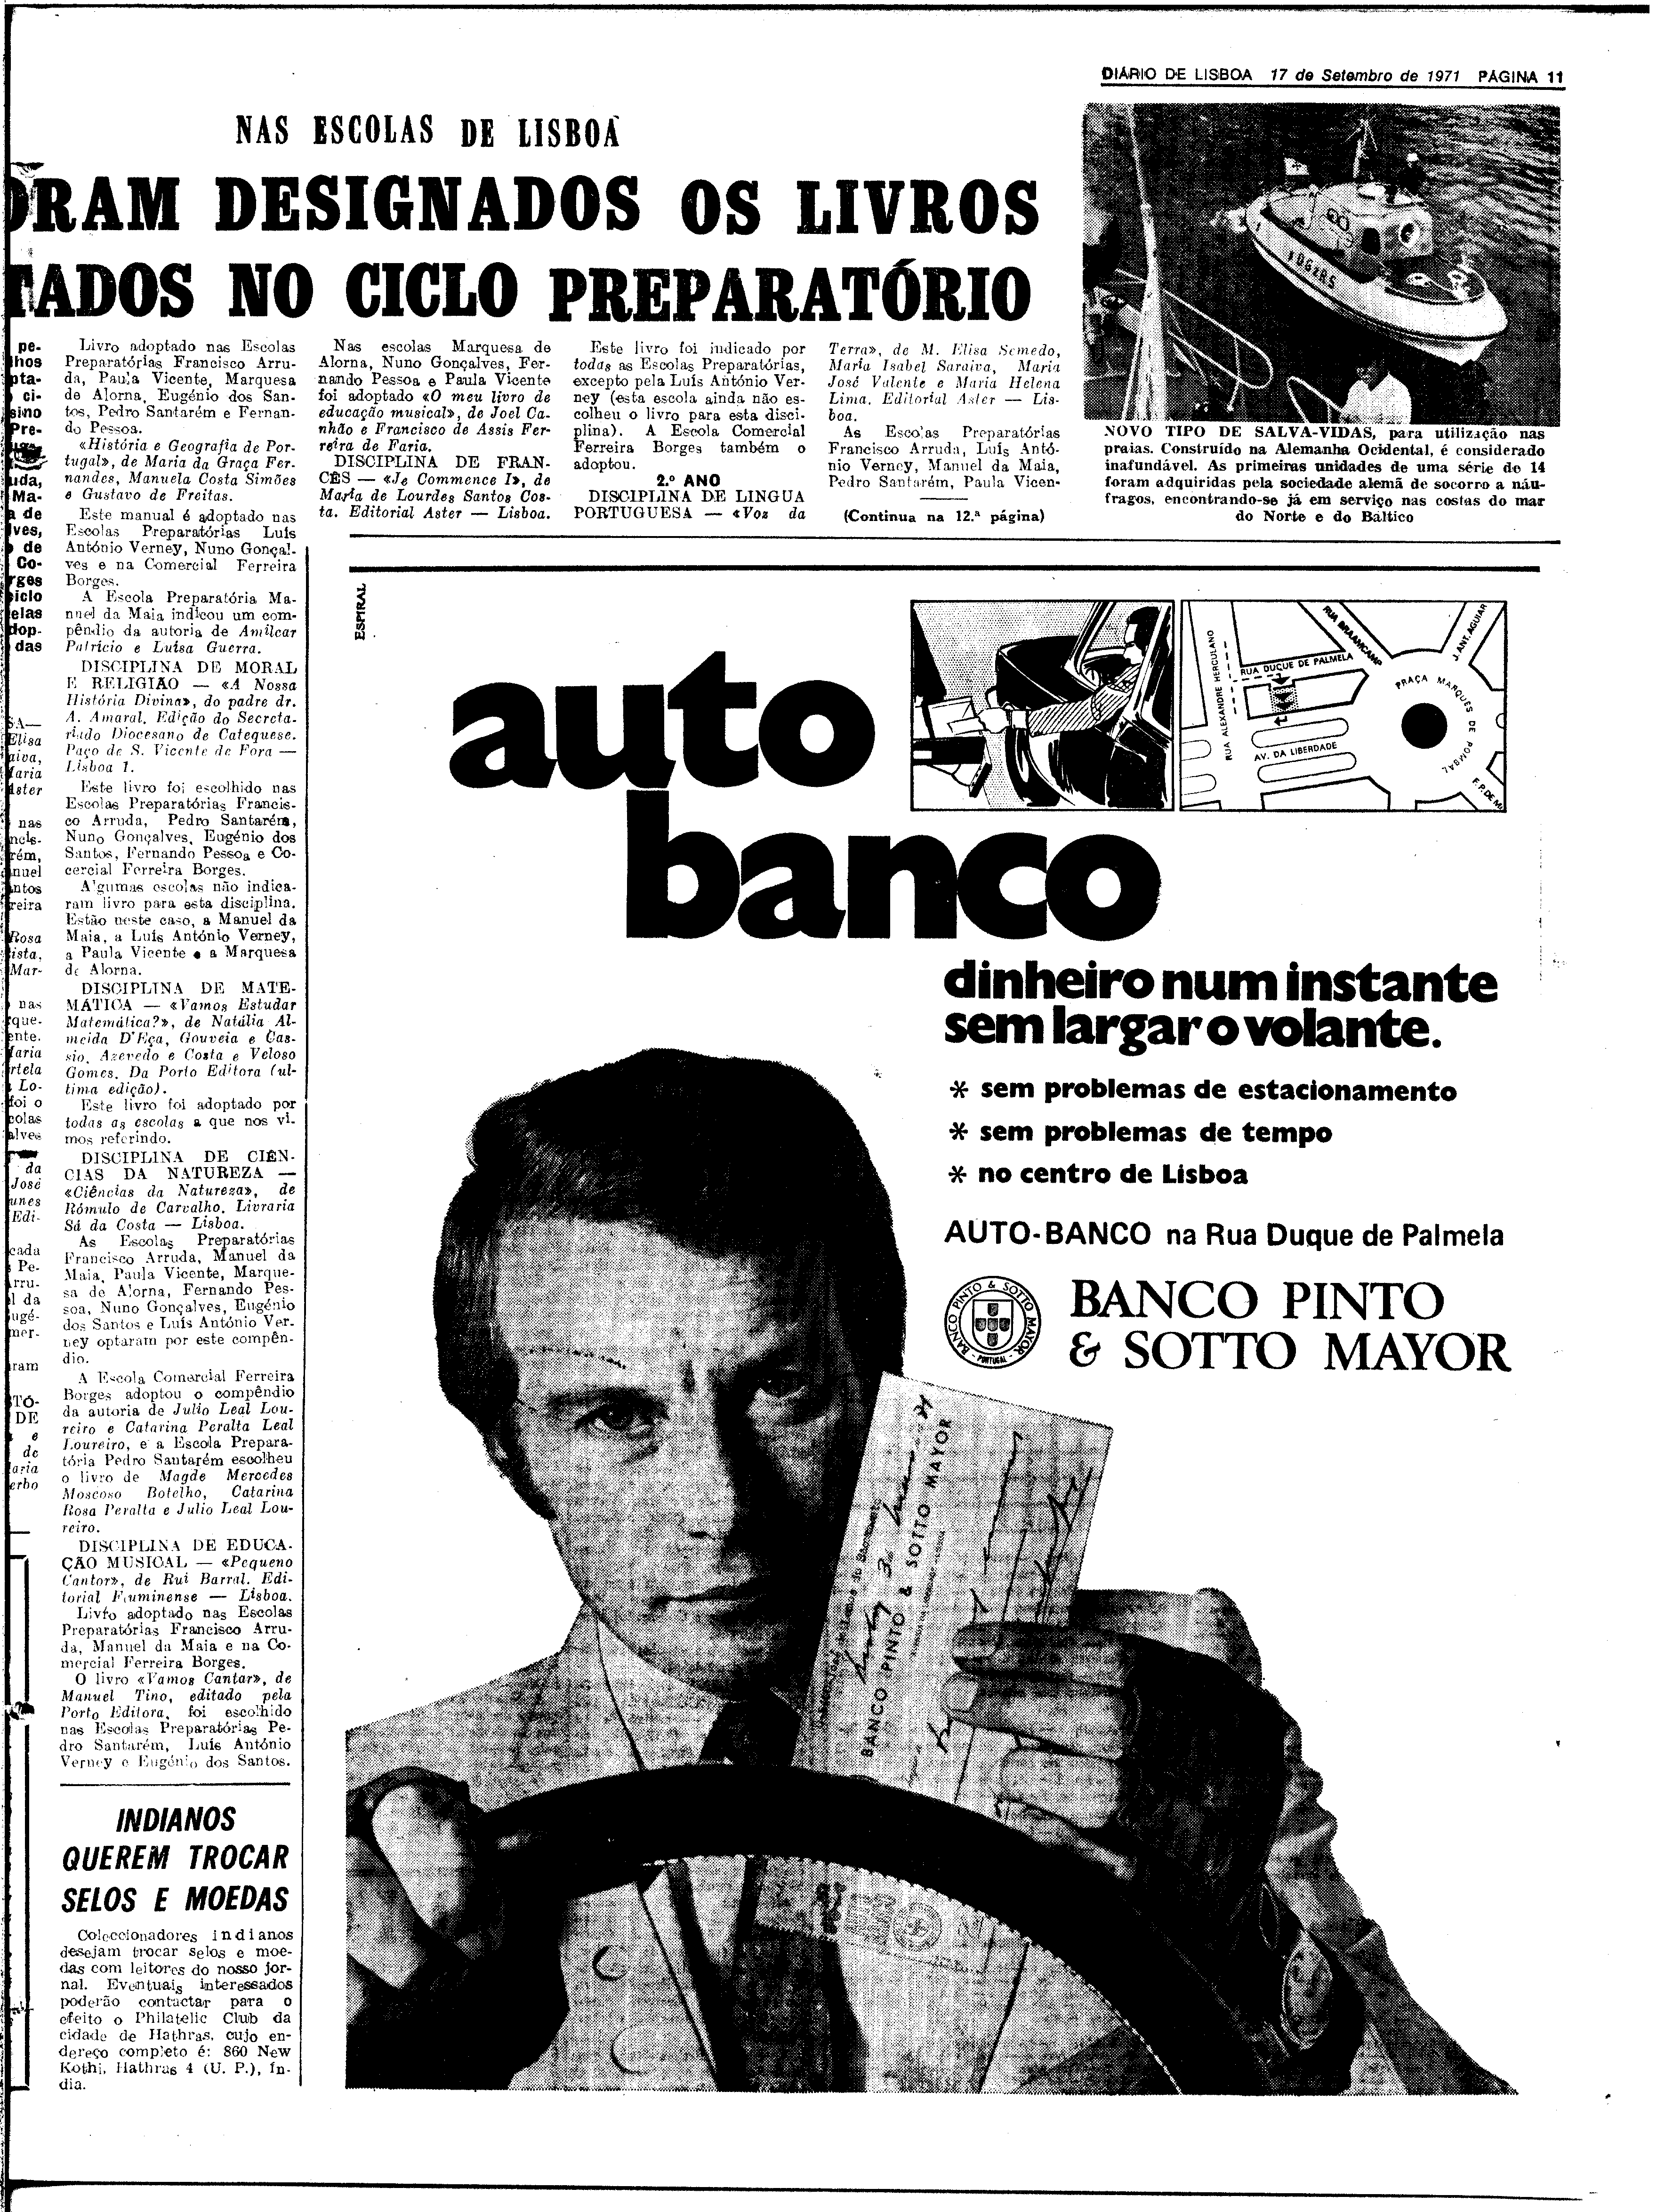 DIÁRIO DE LISBOA 17 de Setembro de 1971 PÁGINA 11
NAS ESCOLAS DE LISBOA
ORAM DESIGNADOS OS LIVROS
TADOS NO CICLO PREPARATÓRIO
Livro adoptado nas Escolas
Preparatórias Francisco Arru-
da, Paula Vicente, Marquesa
de Alorna, Eugénio dos San-
tos, Pedro Santarém e Fernan-
do Pessoa.
«História e Geografia de Por-
tugal», de Maria da Graça Fer-
nandes, Manuela Costa Simões
e Gustavo de Freitas.
Este manual é adoptado nas
Escolas Preparatórias Luís
António Verney, Nuno Gonçal-
ves e na Comercial Ferreira
Borges.
A Escola Preparatória Ma-
nuel da Maia indicou um com-
pêndio da autoria de Amílcar
Patrício e Luísa Guerra.
DISCIPLINA DE MORAL
E RELIGIÃO — «A Nossa
História Divina», do padre dr.
A. Amaral. Edição do Secreta-
riado Diocesano de Catequese.
Paço de S. Vicente de Fora —
Lisboa 1.
Este livro foi escolhido nas
Escolas Preparatórias Francis-
co Arruda, Pedro Santarém,
Nuno Gonçalves, Eugénio dos
Santos, Fernando Pessoa e Co-
cercial Ferreira Borges.
Algumas escolas não indica-
ram livro para esta disciplina.
Estão neste caso, a Manuel da
Maia, a Luís António Verney,
a Paula Vicente e a Marquesa
de Alorna.
DISCIPLINA DE MATE-
MÁTICA — «Vamos Estudar
Matemática?», de Natália Al-
meida D'Eça, Gouveia e Cas-
sio, Azevedo e Costa e Veloso
Gomes. Da Porto Editora (úl-
tima edição).
Este livro foi adoptado por
todas as escolas a que nos vi-
mos referindo.
DISCIPLINA DE CIÊN-
CIAS DA NATUREZA —
«Ciências da Natureza», de
Rómulo de Carvalho. Livraria
Sá da Costa — Lisboa.
As Escolas Preparatórias
Francisco Arruda, Manuel da
Maia, Paula Vicente, Marque-
sa de Alorna, Fernando Pes-
soa, Nuno Gonçalves, Eugénio
dos Santos e Luís António Ver-
ney optaram por este compên-
dio.
A Escola Comercial Ferreira
Borges adoptou o compêndio
da autoria de Julio Leal Lou-
reiro e Catarina Peralta Leal
Loureiro, e a Escola Prepara-
tória Pedro Santarém escolheu
o livro de Magde Mercedes
Moscoso Botelho, Catarina
Rosa Peralta e Julio Leal Lou-
reiro.
DISCIPLINA DE EDUCA-
ÇÃO MUSICAL — «Pequeno
Cantor», de Rui Barral. Edi-
torial Fluminense — Lisboa.
Livro adoptado nas Escolas
Preparatórias Francisco Arru-
da, Manuel da Maia e na Co-
mercial Ferreira Borges.
O livro «Vamos Cantar», de
Manuel Tino, editado pela
Porto Editora, foi escolhido
nas Escolas Preparatórias Pe-
dro Santarém, Luís António
Verney e Eugénio dos Santos.
Nas escolas Marquesa de
Alorna, Nuno Gonçalves, Fer-
nando Pessoa e Paula Vicente
foi adoptado «O meu livro de
educação musical», de Joel Ca-
nhão e Francisco de Assis Fer-
reira de Faria.
DISCIPLINA DE FRAN-
CÊS — «Je Commence I», de
Maria de Lourdes Santos Cos-
ta. Editorial Aster — Lisboa.
Este livro foi indicado por
todas as Escolas Preparatórias,
excepto pela Luís António Ver-
ney (esta escola ainda não es-
colheu o livro para esta disci-
plina). A Escola Comercial
Ferreira Borges também o
adoptou.
2.º ANO
DISCIPLINA DE LINGUA
PORTUGUESA — «Voz da
Terra», de M. Elisa Semedo,
Maria Isabel Saraiva, Maria
José Valente e Maria Helena
Lima. Editorial Aster — Lis-
boa.
As Escolas Preparatórias
Francisco Arruda, Luís Antó-
nio Verney, Manuel da Maia,
Pedro Santarém, Paula Vicen-
(Continua na 12.ª página)
NOVO TIPO DE SALVA-VIDAS, para utilização nas
praias. Construído na Alemanha Ocidental, é considerado
inafundável. As primeiras unidades de uma série de 14
foram adquiridas pela sociedade alemã de socorro a náu-
fragos, encontrando-se já em serviço nas costas do mar
do Norte e do Báltico
INDIANOS
QUEREM TROCAR
SELOS E MOEDAS
Coleccionadores indianos
desejam trocar selos e moe-
das com leitores do nosso jor-
nal. Eventuais interessados
poderão contactar para o
efeito o Philatelic Club da
cidade de Hathras, cujo en-
dereço completo é: 860 New
Kothi, Hathras 4 (U. P.), Ín-
dia.
ESPIRAL
auto
banco
RUA ALEXANDRE HERCULANO
RUA DUQUE DE PALMELA
RUA BRAAMCAMP
J. ANT. AGUIAR
PRAÇA MARQUÊS DE POMBAL
AV. DA LIBERDADE
dinheiro num instante
sem largar o volante.
* sem problemas de estacionamento
* sem problemas de tempo
* no centro de Lisboa
AUTO-BANCO na Rua Duque de Palmela
BANCO PINTO & SOTTO MAYOR
PORTUGAL
BANCO PINTO
& SOTTO MAYOR
BANCO PINTO & SOTTO MAYOR